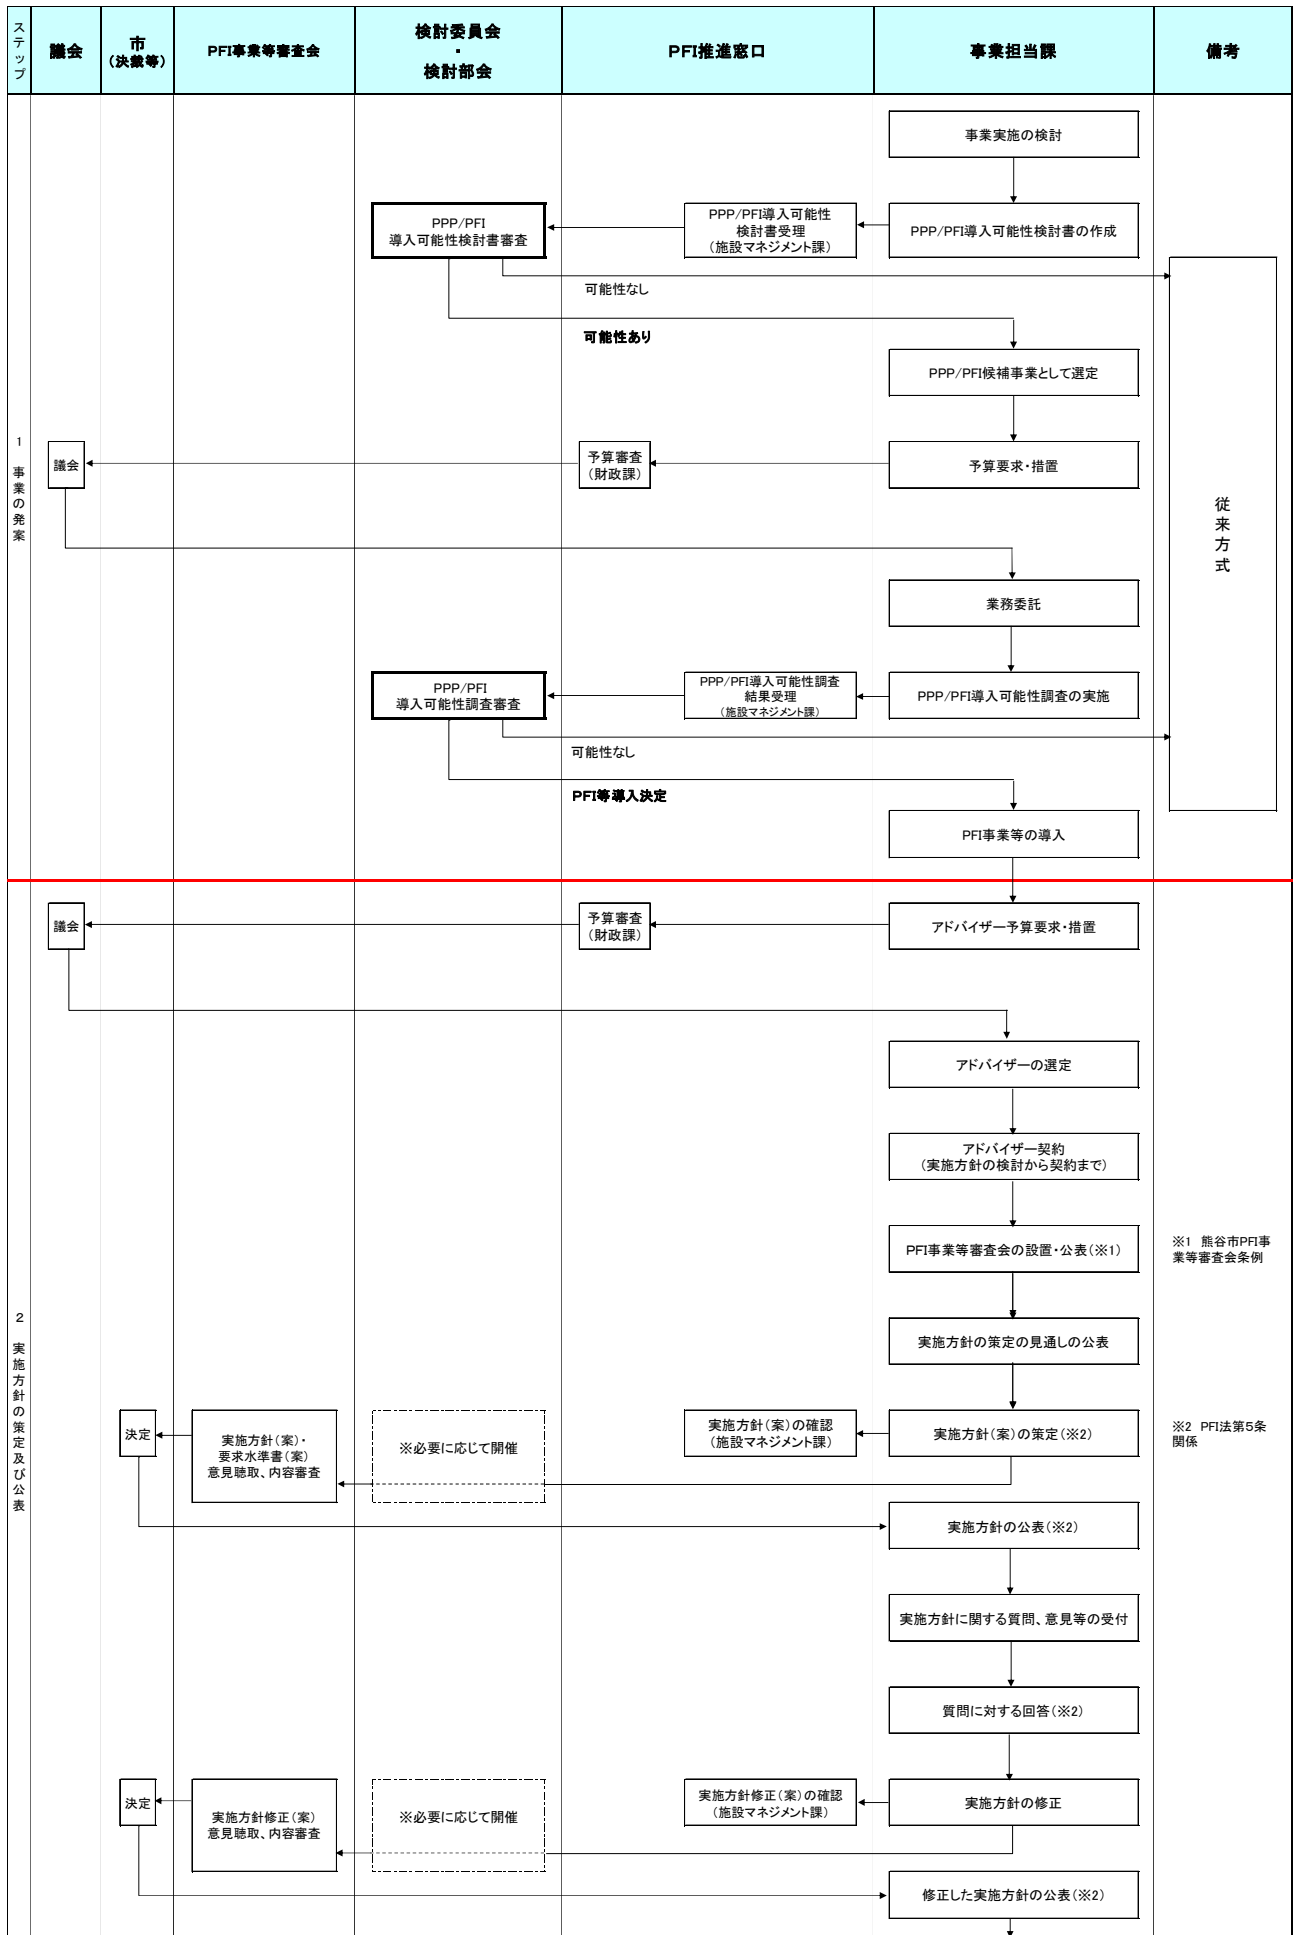 ステップ
議会
市
（決裁等）
PFI事業等審査会
検討委員会
・
検討部会
PFI推進窓口
事業担当課
備考
事業実施の検討
PPP/PFI
導入可能性検討書審査
PPP/PFI導入可能性
検討書受理
（施設マネジメント課）
PPP/PFI導入可能性検討書の作成
可能性なし
可能性あり
PPP/PFI候補事業として選定
1 事業の発案
議会
予算審査
（財政課）
予算要求・措置
従来方式
業務委託
PPP/PFI
導入可能性調査審査
PPP/PFI導入可能性調査
結果受理
（施設マネジメント課）
PPP/PFI導入可能性調査の実施
可能性なし
PFI等導入決定
PFI事業等の導入
議会
予算審査
（財政課）
アドバイザー予算要求・措置
アドバイザーの選定
アドバイザー契約
（実施方針の検討から契約まで）
PFI事業等審査会の設置・公表（※1）
※1 熊谷市PFI事
業等審査会条例
2 実施方針の策定及び公表
実施方針の策定の見通しの公表
決定
実施方針（案）・
要求水準書（案）
意見聴取、内容審査
※必要に応じて開催
実施方針（案）の確認
（施設マネジメント課）
実施方針（案）の策定（※2）
※2 PFI法第5条
関係
実施方針の公表（※2）
実施方針に関する質問、意見等の受付
質問に対する回答（※2）
決定
実施方針修正（案）
意見聴取、内容審査
※必要に応じて開催
実施方針修正（案）の確認
（施設マネジメント課）
実施方針の修正
修正した実施方針の公表（※2）